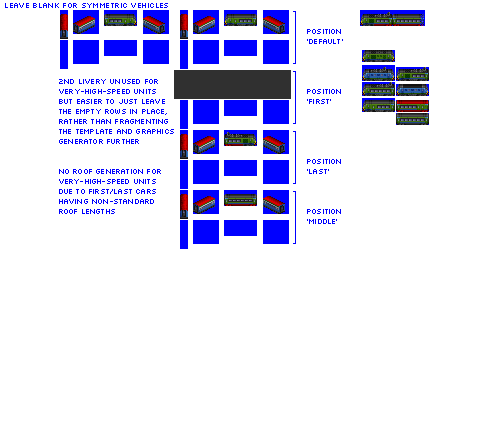 LEAVE BLANK FOR SYMMETRIC VEHICLES
POSITION
'DEFAULT'
2ND LIVERY UNUSED FOR
VERY-HIGH-SPEED UNITS
BUT EASIER TO JUST LEAVE
THE EMPTY ROWS IN PLACE,
RATHER THAN FRAGMENTING
THE TEMPLATE AND GRAPHICS
GENERATOR FURTHER
POSITION
'FIRST'
NO ROOF GENERATION FOR
VERY-HIGH-SPEED UNITS
DUE TO FIRST/LAST CARS
HAVING NON-STANDARD
ROOF LENGTHS
POSITION
'LAST'
POSITION
'MIDDLE'